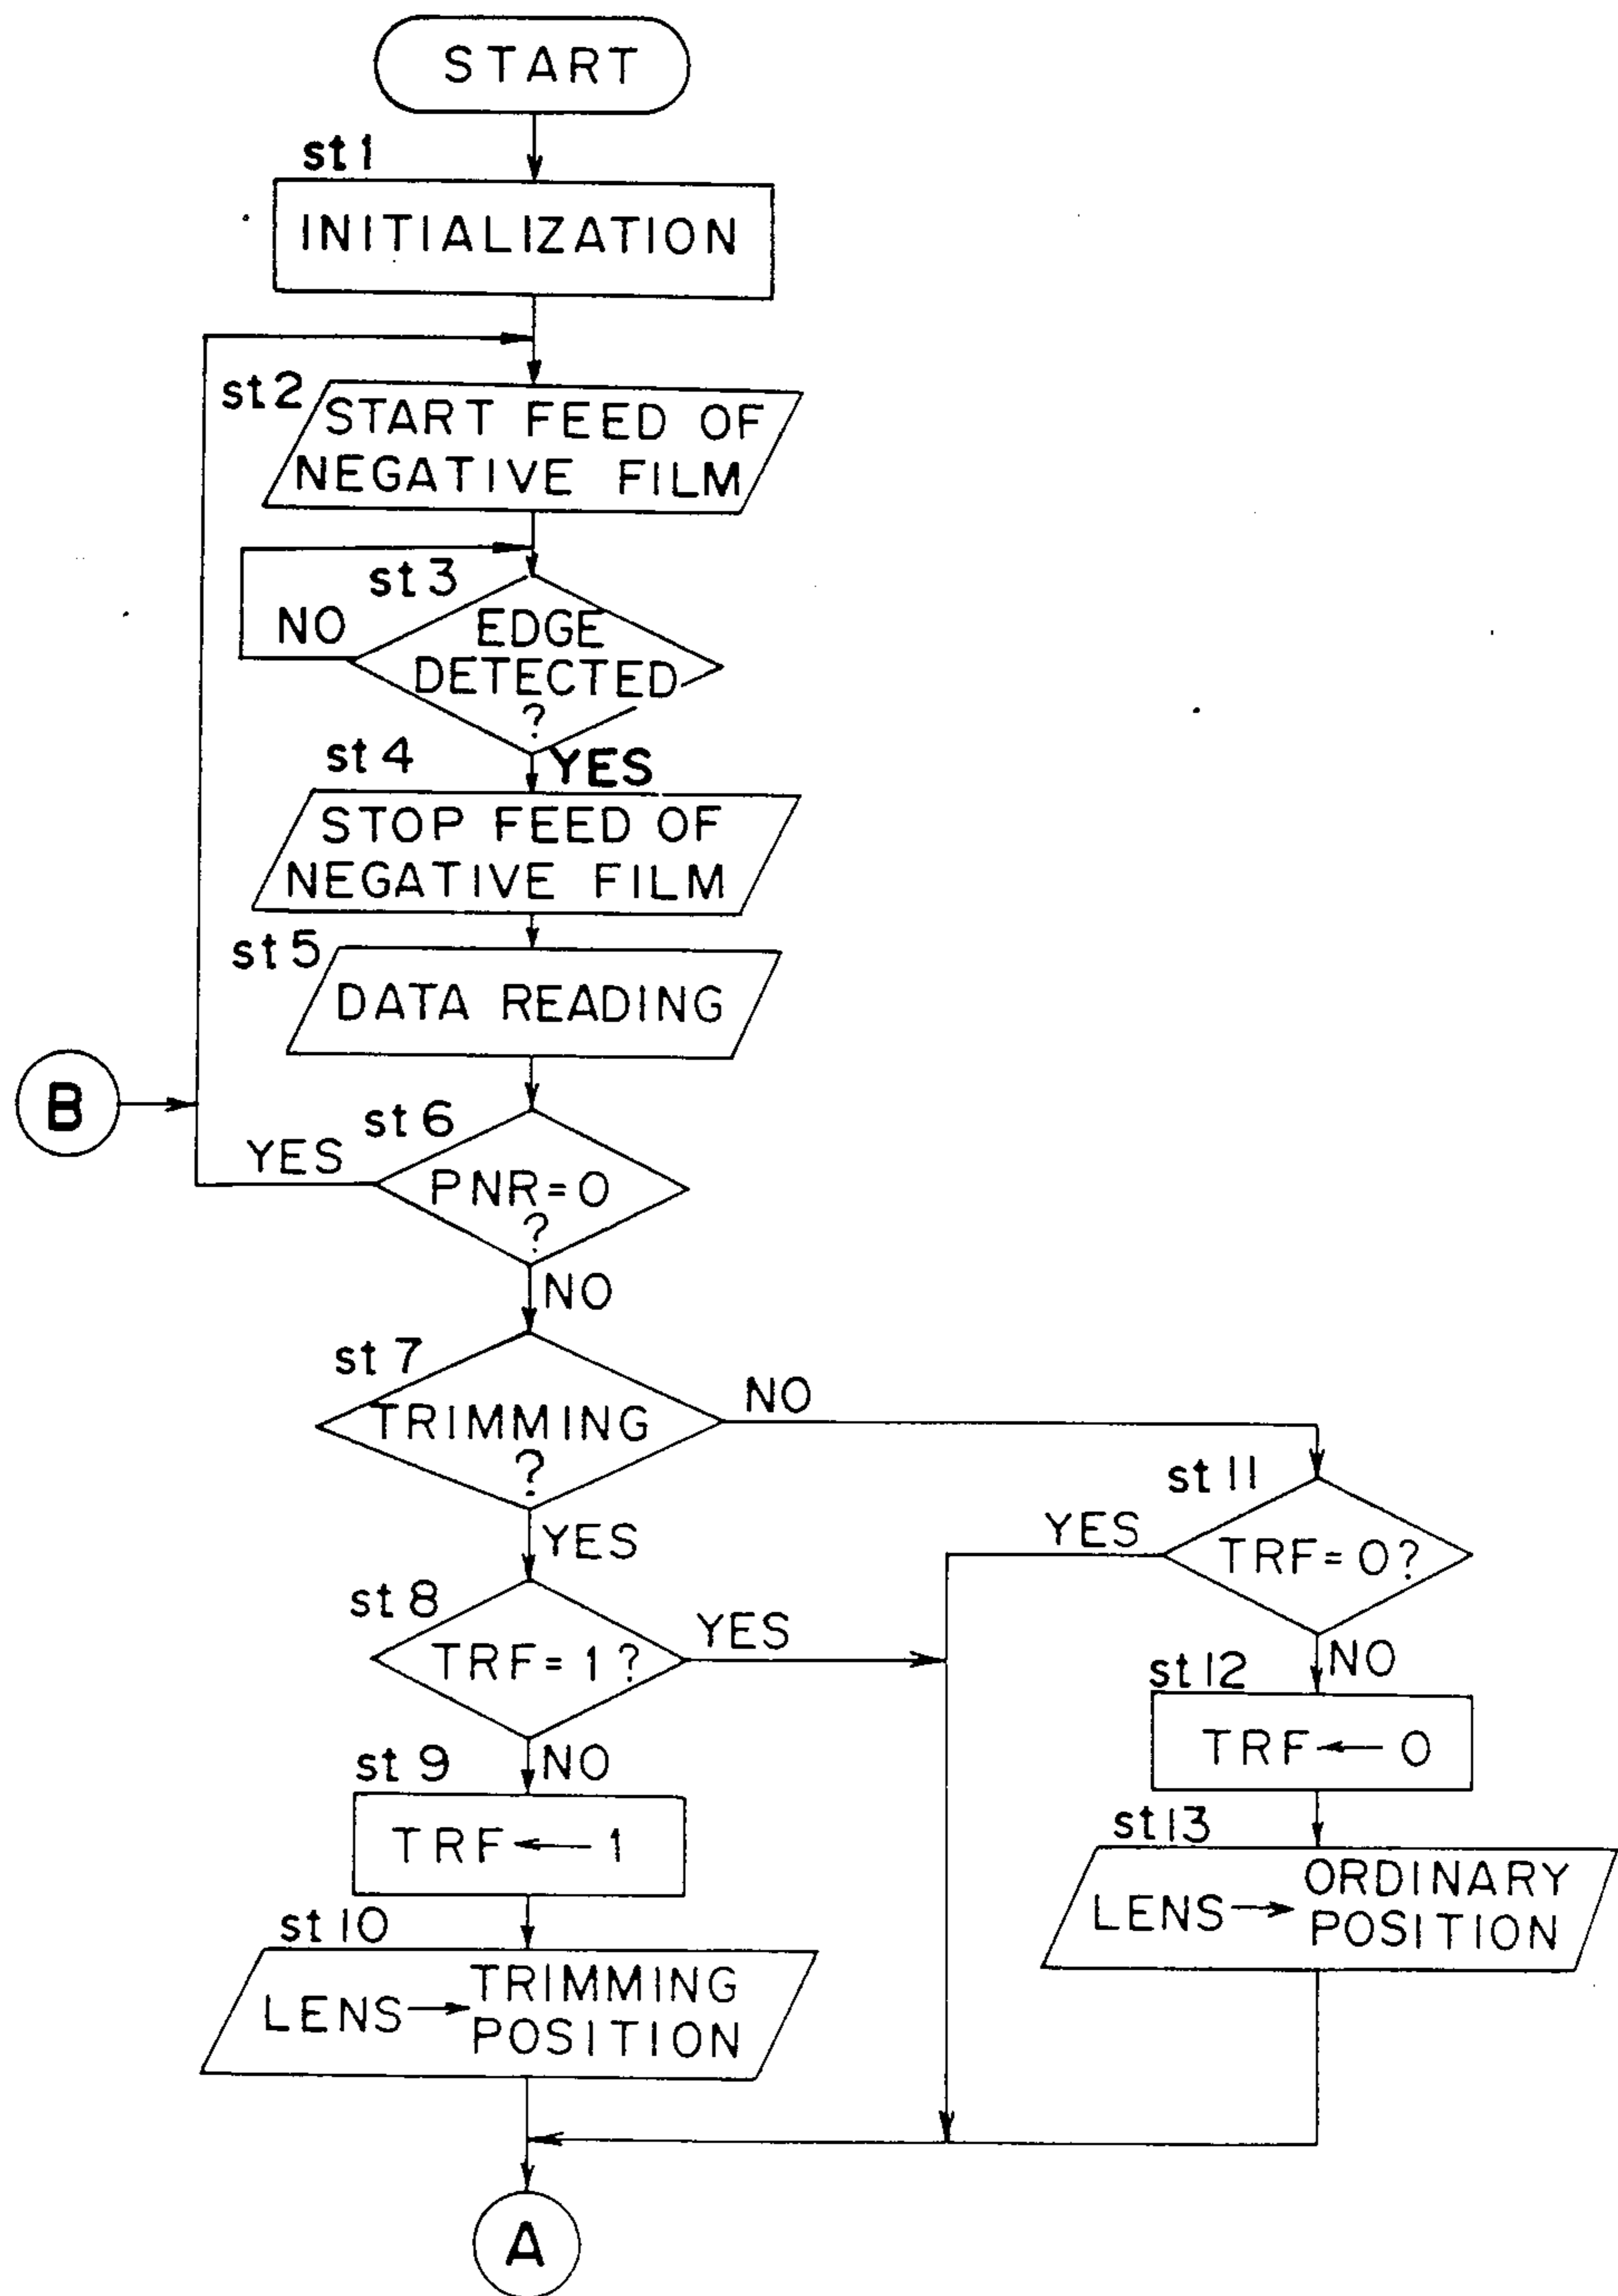 START
st1
INITIALIZATION
st2
START FEED OF
NEGATIVE FILM
st3
NO
EDGE
DETECTED
?
st4
YES
STOP FEED OF
NEGATIVE FILM
st5
DATA READING
B
st6
YES
PNR=0
?
NO
st7
TRIMMING
?
NO
YES
st11
YES
TRF=0?
NO
st8
TRF=1?
YES
NO
st12
TRF←0
st9
TRF←1
st13
LENS→ORDINARY
POSITION
st10
LENS→TRIMMING
POSITION
A